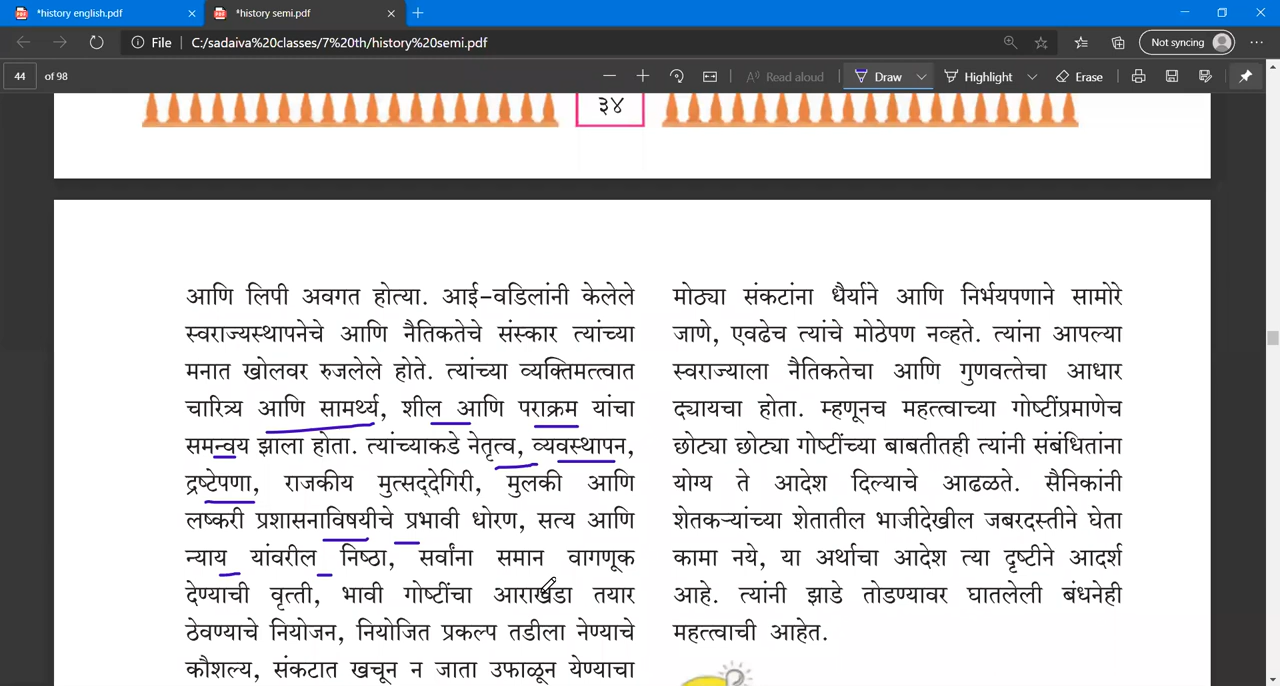 *history english.pdf
*history semi.pdf
File
C:/sadaiva%20classes/7%20th/history%20semi.pdf
Not syncing
44 of 98
Read aloud
Draw
Highlight
Erase
३४
आणि लिपी अवगत होत्या. आई-वडिलांनी केलेले
स्वराज्यस्थापनेचे आणि नैतिकतेचे संस्कार त्यांच्या
मनात खोलवर रुजलेले होते. त्यांच्या व्यक्तिमत्त्वात
चारित्र्य आणि सामर्थ्य, शील आणि पराक्रम यांचा
समन्वय झाला होता. त्यांच्याकडे नेतृत्व, व्यवस्थापन,
द्रष्टेपणा, राजकीय मुत्सद्देगिरी, मुलकी आणि
लष्करी प्रशासनाविषयीचे प्रभावी धोरण, सत्य आणि
न्याय यांवरील निष्ठा, सर्वांना समान वागणूक
देण्याची वृत्ती, भावी गोष्टींचा आराखडा तयार
ठेवण्याचे नियोजन, नियोजित प्रकल्प तडीला नेण्याचे
कौशल्य, संकटात खचून न जाता उफाळून येण्याचा
मोठ्या संकटांना धैर्याने आणि निर्भयपणाने सामोरे
जाणे, एवढेच त्यांचे मोठेपण नव्हते. त्यांना आपल्या
स्वराज्याला नैतिकतेचा आणि गुणवत्तेचा आधार
द्यायचा होता. म्हणूनच महत्त्वाच्या गोष्टींप्रमाणेच
छोट्या छोट्या गोष्टींच्या बाबतीतही त्यांनी संबंधितांना
योग्य ते आदेश दिल्याचे आढळते. सैनिकांनी
शेतकऱ्यांच्या शेतातील भाजीदेखील जबरदस्तीने घेता
कामा नये, या अर्थाचा आदेश त्या दृष्टीने आदर्श
आहे. त्यांनी झाडे तोडण्यावर घातलेली बंधनेही
महत्त्वाची आहेत.